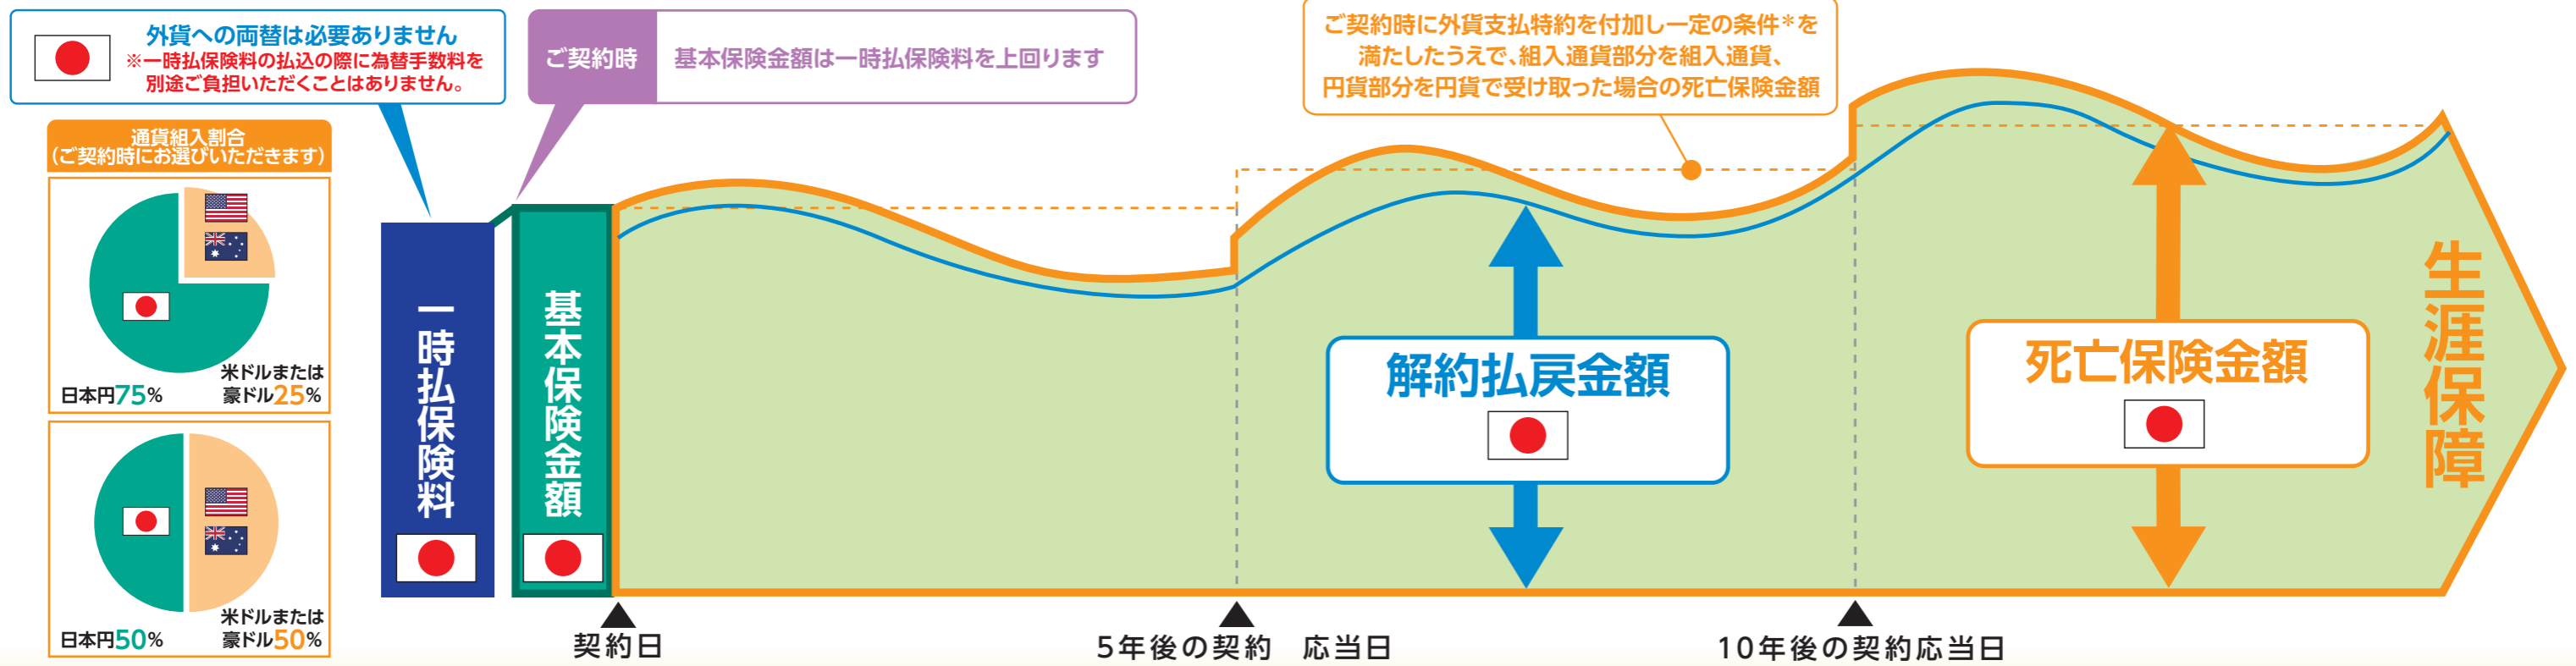 外貨への両替は必要ありません
※一時払保険料の払込の際に為替手数料を
別途ご負担いただくことはありません。
ご契約時
基本保険金額は一時払保険料を上回ります
ご契約時に外貨支払特約を付加し一定の条件*を
満たしたうえで、組入通貨部分を組入通貨、
円貨部分を円貨で受け取った場合の死亡保険金額
通貨組入割合
(ご契約時にお選びいただきます)
日本円75%
米ドルまたは
豪ドル25%
日本円50%
米ドルまたは
豪ドル50%
一時払保険料
基本保険金額
解約払戻金額
死亡保険金額
生涯保障
契約日
5年後の契約 応当日
10年後の契約応当日